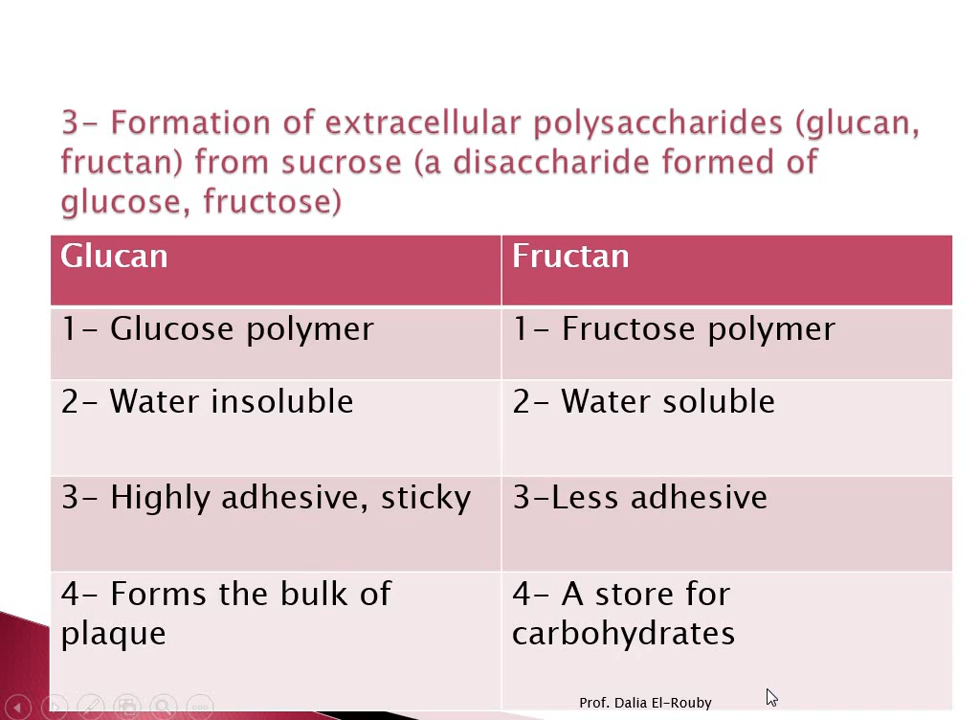 3- Formation of extracellular polysaccharides (glucan,
fructan) from sucrose (a disaccharide formed of
glucose, fructose)
Glucan
Fructan
1- Glucose polymer
1- Fructose polymer
2- Water insoluble
2- Water soluble
3- Highly adhesive, sticky
3-Less adhesive
4- Forms the bulk of
plaque
4- A store for
carbohydrates
Prof. Dalia El-Rouby